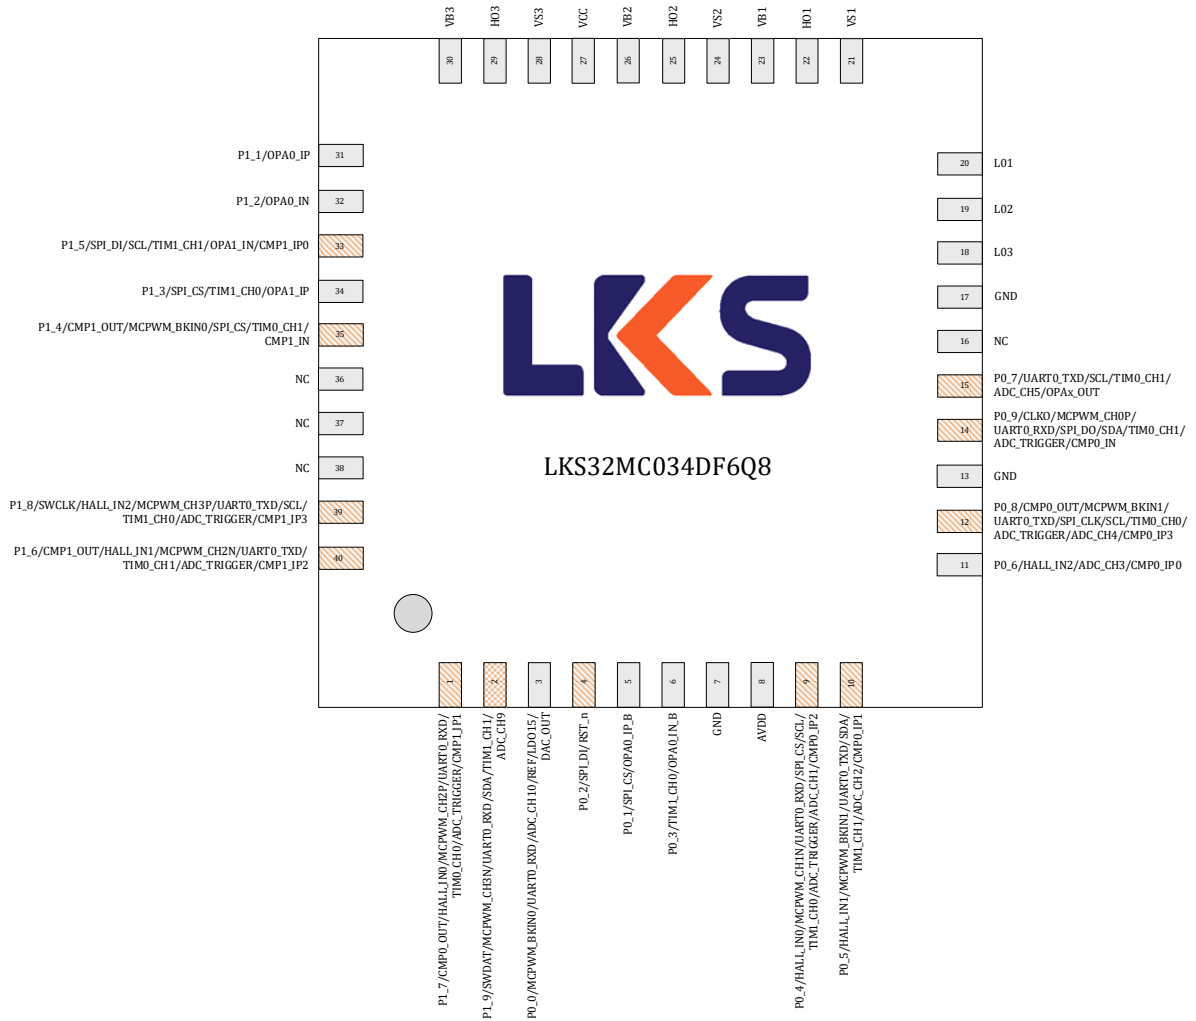 VB3
HO3
VS3
VCC
VB2
HO2
VS2
VB1
HO1
VS1
30
29
28
27
26
25
24
23
22
21
P1_1/OPA0_IP
31
P1_2/OPA0_IN
32
P1_5/SPI_DI/SCL/TIM1_CH1/OPA1_IN/CMP1_IP0
33
P1_3/SPI_CS/TIM1_CH0/OPA1_IP
34
P1_4/CMP1_OUT/MCPWM_BKIN0/SPI_CS/TIM0_CH1/
CMP1_IN
35
NC
36
NC
37
NC
38
P1_8/SWCLK/HALL_IN2/MCPWM_CH3P/UART0_TXD/SCL/
TIM1_CH0/ADC_TRIGGER/CMP1_IP3
39
P1_6/CMP1_OUT/HALL_IN1/MCPWM_CH2N/UART0_TXD/
TIM0_CH1/ADC_TRIGGER/CMP1_IP2
40
LKS
LKS32MC034DF6Q8
20
LO1
19
LO2
18
LO3
17
GND
16
NC
15
P0_7/UART0_TXD/SCL/TIM0_CH1/
ADC_CH5/OPAx_OUT
14
P0_9/CLKO/MCPWM_CH0P/
UART0_RXD/SPI_DO/SDA/TIM0_CH1/
ADC_TRIGGER/CMP0_IN
13
GND
12
P0_8/CMP0_OUT/MCPWM_BKIN1/
UART0_TXD/SPI_CLK/SCL/TIM0_CH0/
ADC_TRIGGER/ADC_CH4/CMP0_IP3
11
P0_6/HALL_IN2/ADC_CH3/CMP0_IP0
1
2
3
4
5
6
7
8
9
10
P1_7/CMP0_OUT/HALL_IN0/MCPWM_CH2P/UART0_RXD/
TIM0_CH0/ADC_TRIGGER/CMP1_IP1
P1_9/SWDAT/MCPWM_CH3N/UART0_RXD/SDA/TIM1_CH1/
ADC_CH9
P0_0/MCPWM_BKIN0/UART0_RXD/ADC_CH10/REF/LDO15/
DAC_OUT
P0_2/SPI_DI/RST_n
P0_1/SPI_CS/OPA0_IP_B
P0_3/TIM1_CH0/OPA0_IN_B
GND
AVDD
P0_4/HALL_IN0/MCPWM_CH1N/UART0_RXD/SPI_CS/SCL/
TIM1_CH0/ADC_TRIGGER/ADC_CH1/CMP0_IP2
P0_5/HALL_IN1/MCPWM_BKIN1/UART0_TXD/SDA/
TIM1_CH1/ADC_CH2/CMP0_IP1